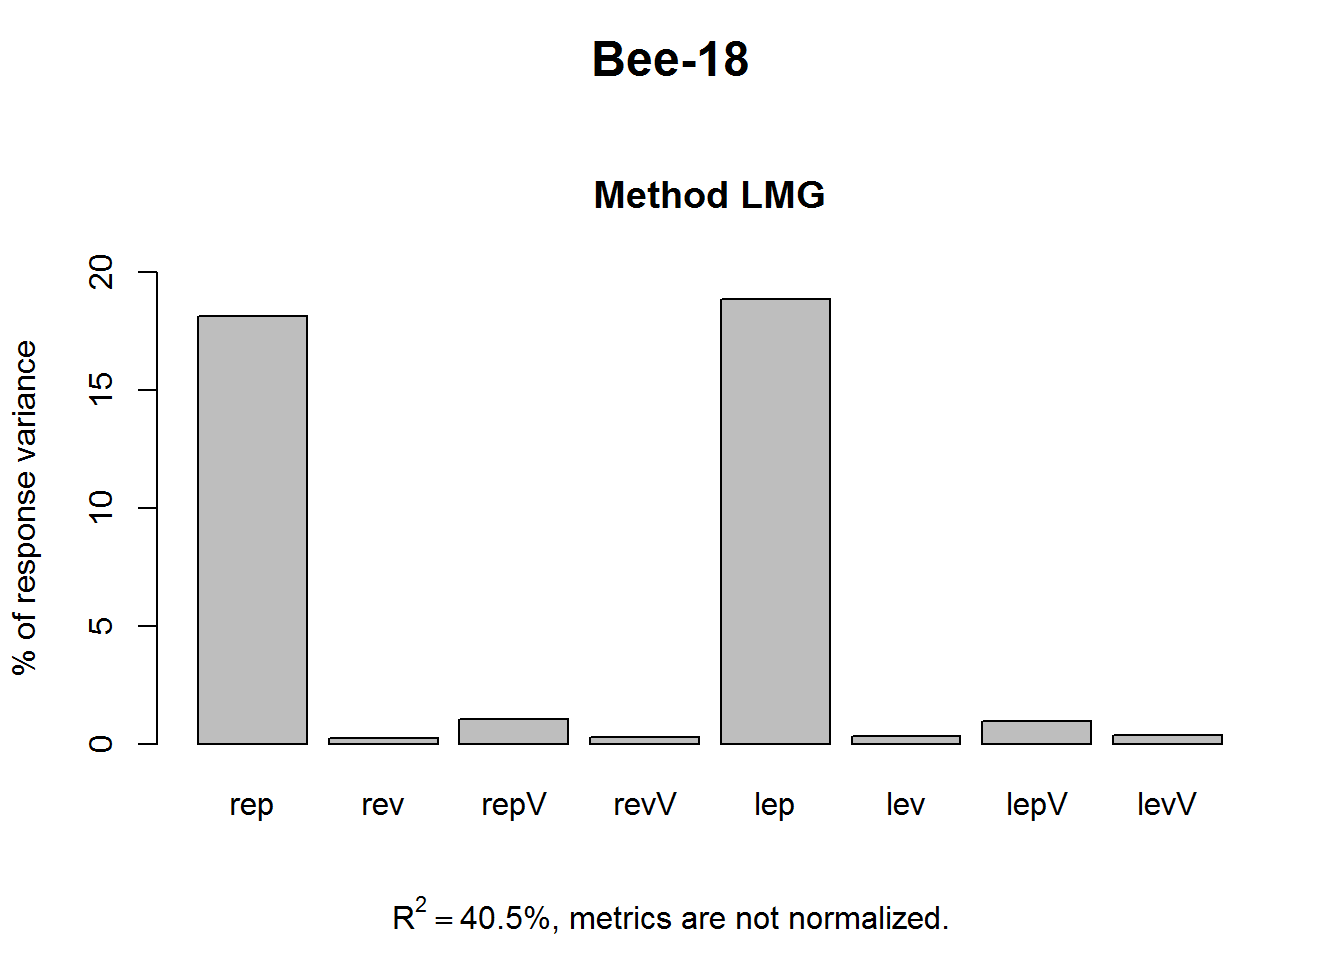 Bee-18
Method LMG
% of response variance
20
15
10
5
0
rep rev repV revV lep lev lepV levV
R² = 40.5%, metrics are not normalized.